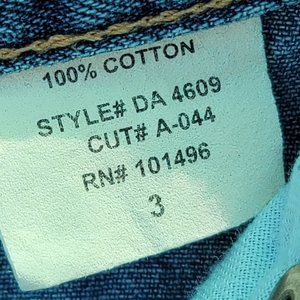 100% COTTON
STYLE# DA 4609
CUT# A-044
RN# 101496
3